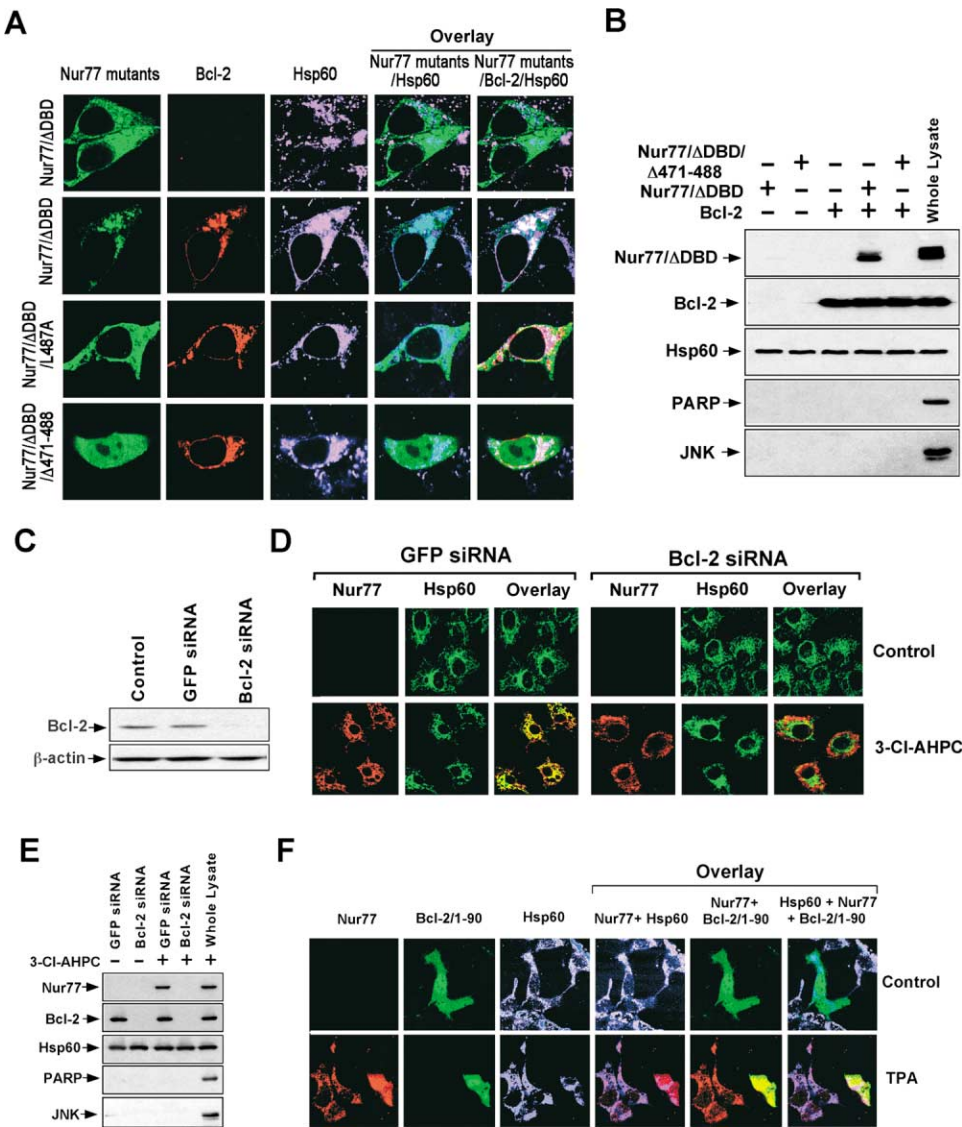 A
Overlay
Nur77 mutants Bcl-2 Hsp60 Nur77 mutants /Hsp60 Nur77 mutants /Bcl-2/Hsp60
Nur77/ΔDBD
Nur77/ΔDBD
Nur77/ΔDBD /L487A
Nur77/ΔDBD /Δ471-488
B
Nur77/ΔDBD/ Δ471-488 – + – – +
Nur77/ΔDBD + – – + –
Bcl-2 – – + + +
Whole Lysate
Nur77/ΔDBD
Bcl-2
Hsp60
PARP
JNK
C
Control GFP siRNA Bcl-2 siRNA
Bcl-2
β-actin
D
GFP siRNA Bcl-2 siRNA
Nur77 Hsp60 Overlay Nur77 Hsp60 Overlay
Control
3-Cl-AHPC
E
GFP siRNA Bcl-2 siRNA GFP siRNA Bcl-2 siRNA Whole Lysate
3-Cl-AHPC – – + + +
Nur77
Bcl-2
Hsp60
PARP
JNK
F
Overlay
Nur77 Bcl-2/1-90 Hsp60 Nur77+ Hsp60 Nur77+ Bcl-2/1-90 Hsp60 + Nur77 + Bcl-2/1-90
Control
TPA